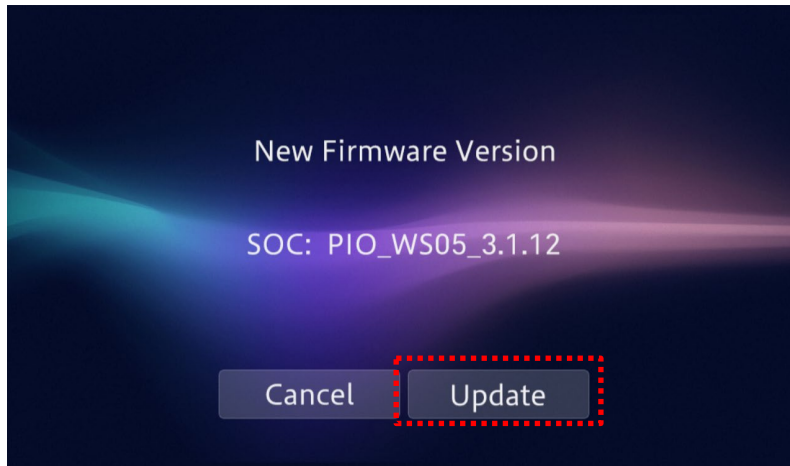 New Firmware Version
SOC: PIO_WS05_3.1.12
Cancel Update